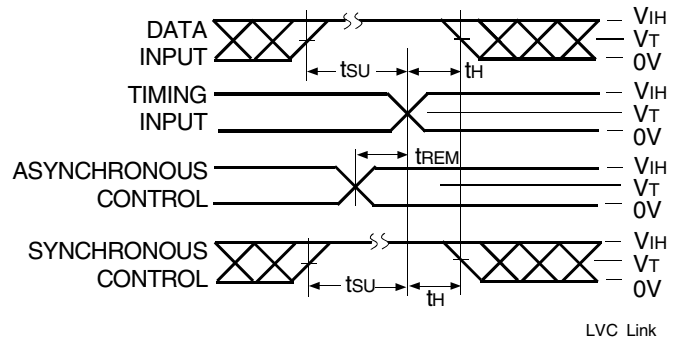 DATA
INPUT
VIH
VT
0V
tSU
tH
TIMING
INPUT
VIH
VT
0V
tREM
ASYNCHRONOUS
CONTROL
VIH
VT
0V
SYNCHRONOUS
CONTROL
VIH
VT
0V
tSU
tH
LVC Link